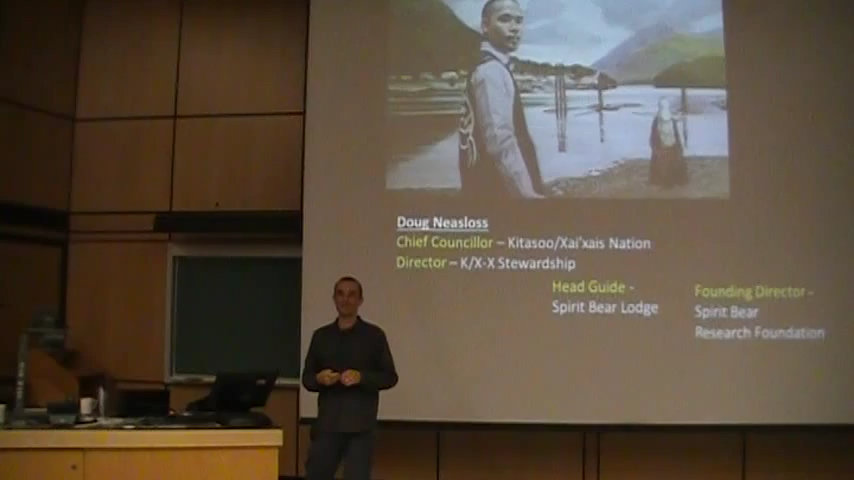 Doug Neasloss
Chief Councillor – Kitasoo/Xai'xais Nation
Director – K/X-X Stewardship
Head Guide -
Spirit Bear Lodge
Founding Director -
Spirit Bear
Research Foundation